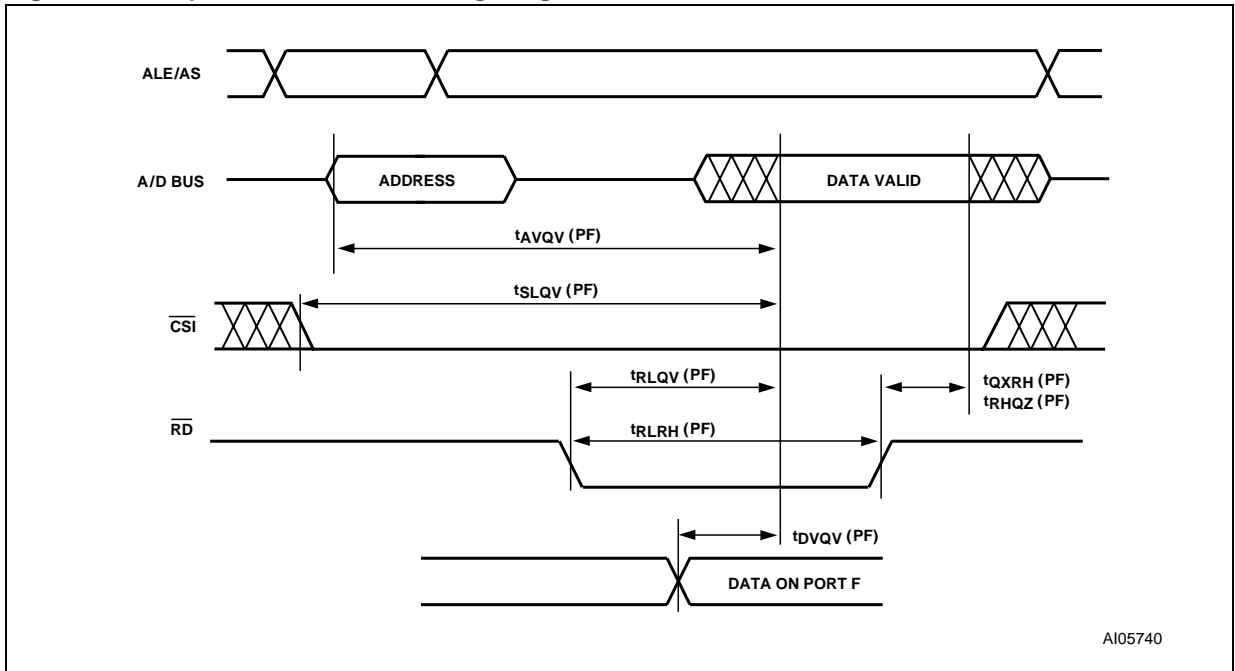 ALE/AS
A/D BUS
ADDRESS
DATA VALID
tAVQV (PF)
tSLQV (PF)
CSI
tRLQV (PF)
tQXRH (PF)
tRHQZ (PF)
RD
tRLRH (PF)
tDVQV (PF)
DATA ON PORT F
AI05740